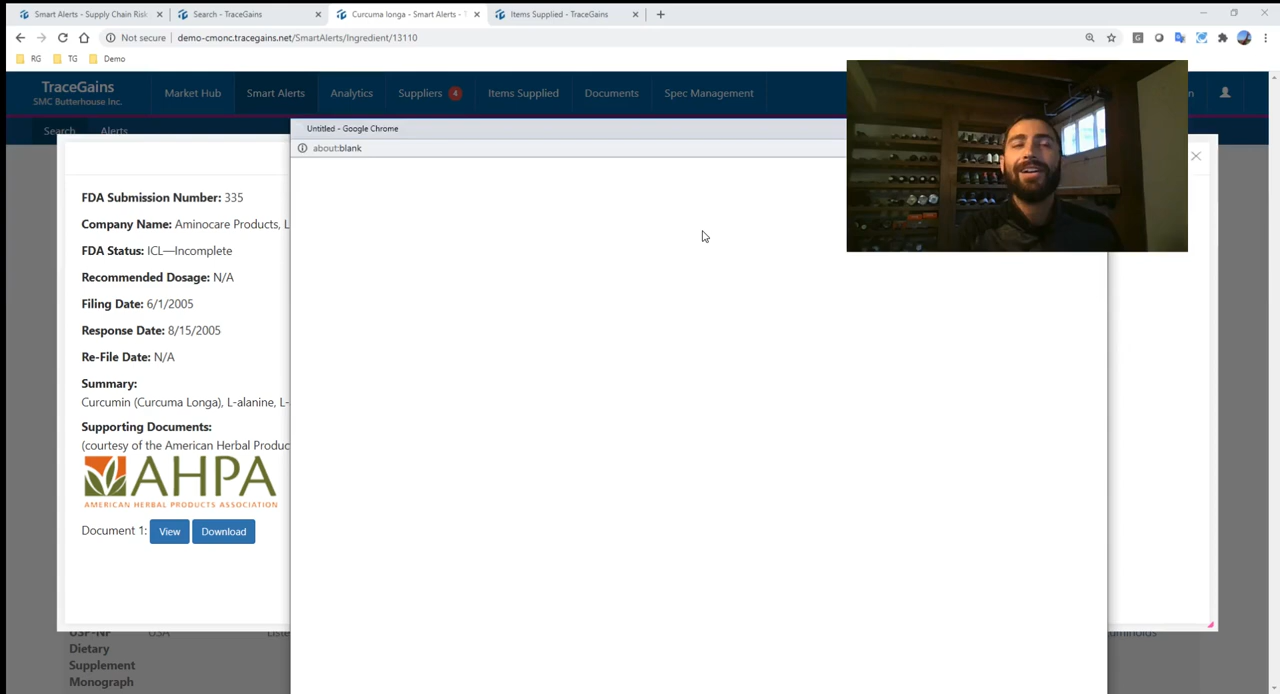 Smart Alerts - Supply Chain Risk
Search - TraceGains
Curcuma longa - Smart Alerts - T
Items Supplied - TraceGains
Not secure
demo-cmonc.tracegains.net/SmartAlerts/Ingredient/13110
RG
TG
Demo
TraceGains
SMC Butterhouse Inc.
Market Hub
Smart Alerts
Analytics
Suppliers 4
Items Supplied
Documents
Spec Management
Search
Alerts
Untitled - Google Chrome
about:blank
FDA Submission Number: 335
Company Name: Aminocare Products, L
FDA Status: ICL—Incomplete
Recommended Dosage: N/A
Filing Date: 6/1/2005
Response Date: 8/15/2005
Re-File Date: N/A
Summary:
Curcumin (Curcuma Longa), L-alanine, L-
Supporting Documents:
(courtesy of the American Herbal Produc
AHPA
AMERICAN HERBAL PRODUCTS ASSOCIATION
Document 1: View Download
USP-NF
USA
Liste
Dietary
Supplement
Monograph